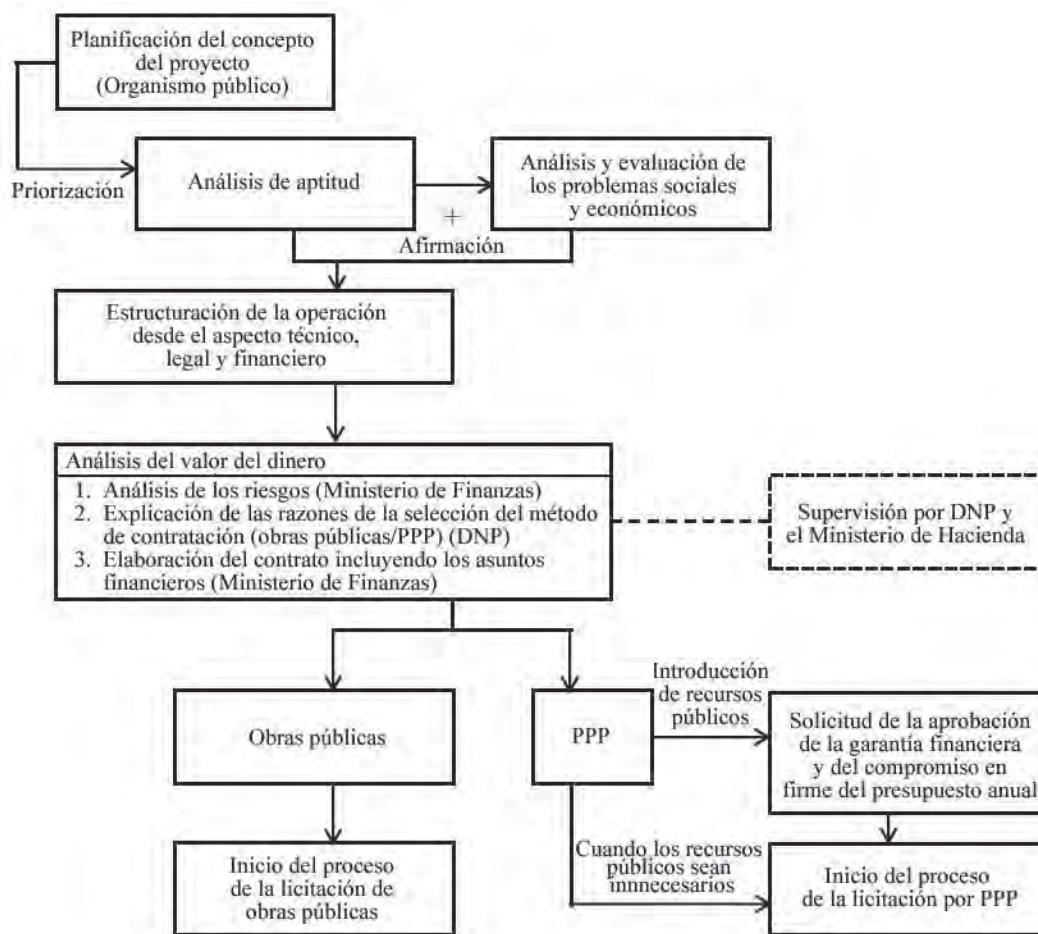 Planificación del concepto
del proyecto
(Organismo público)
Priorización
Análisis de aptitud
Análisis y evaluación de
los problemas sociales
y económicos
+
Afirmación
Estructuración de la operación
desde el aspecto técnico,
legal y financiero
Análisis del valor del dinero
1. Análisis de los riesgos (Ministerio de Finanzas)
2. Explicación de las razones de la selección del método
de contratación (obras públicas/PPP) (DNP)
3. Elaboración del contrato incluyendo los asuntos
financieros (Ministerio de Finanzas)
Supervisión por DNP y
el Ministerio de Hacienda
Obras públicas
PPP
Introducción
de recursos
públicos
Solicitud de la aprobación
de la garantía financiera
y del compromiso en
firme del presupuesto anual
Inicio del proceso
de la licitación de
obras públicas
Cuando los recursos
públicos sean
imnnecesarios
Inicio del proceso
de la licitación por PPP